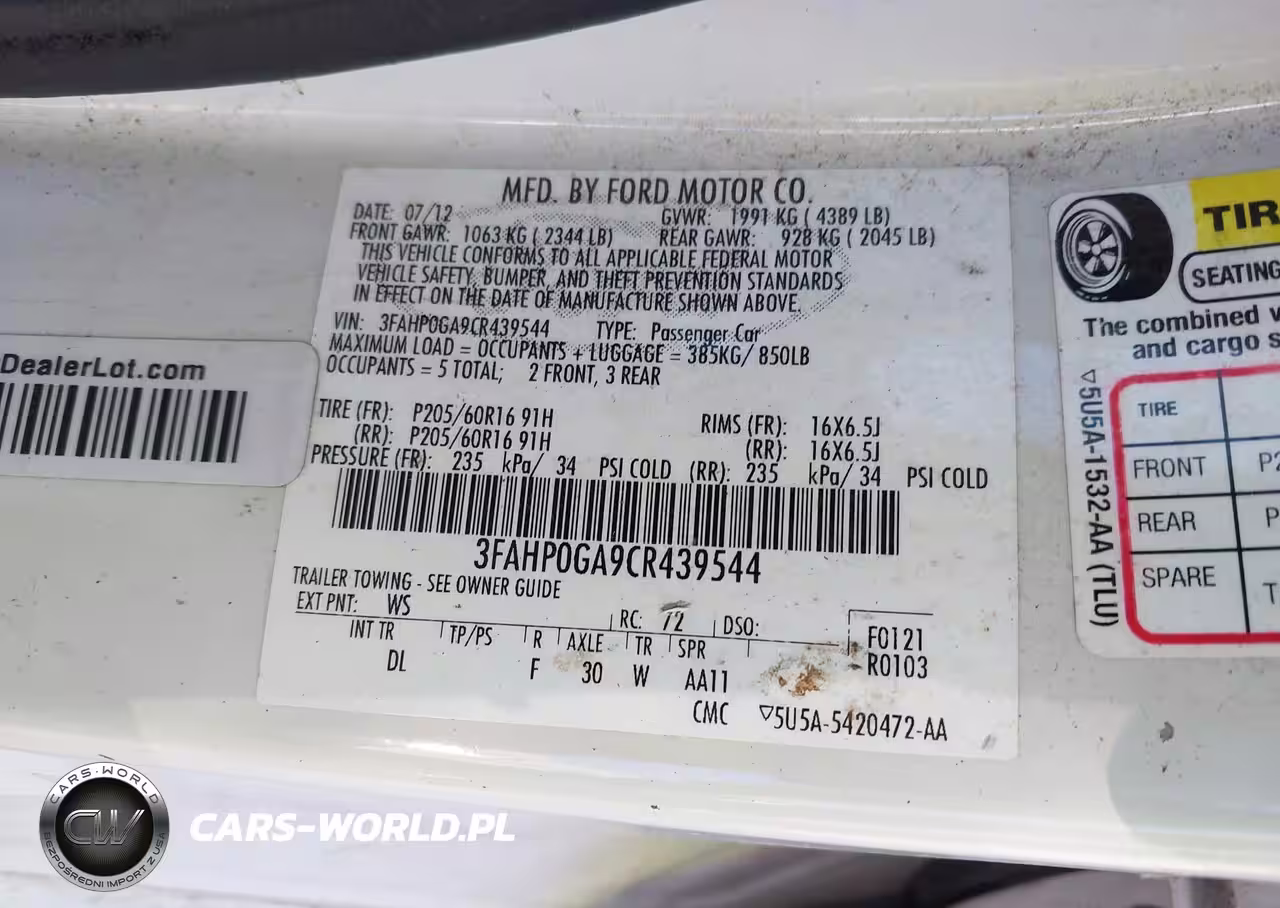 MFD. BY FORD MOTOR CO.
DATE: 07/12 GVWR: 1991 KG ( 4389 LB)
FRONT GAWR: 1063 KG ( 2344 LB) REAR GAWR: 928 KG ( 2045 LB)
THIS VEHICLE CONFORMS TO ALL APPLICABLE FEDERAL MOTOR
VEHICLE SAFETY, BUMPER, AND THEFT PREVENTION STANDARDS
IN EFFECT ON THE DATE OF MANUFACTURE SHOWN ABOVE.
VIN: 3FAHP0GA9CR439544 TYPE: Passenger Car
MAXIMUM LOAD = OCCUPANTS + LUGGAGE = 385KG/ 850LB
OCCUPANTS = 5 TOTAL; 2 FRONT, 3 REAR
TIRE (FR): P205/60R16 91H RIMS (FR): 16X6.5J
(RR): P205/60R16 91H (RR): 16X6.5J
PRESSURE (FR): 235 kPa/ 34 PSI COLD (RR): 235 kPa/ 34 PSI COLD
3FAHP0GA9CR439544
TRAILER TOWING - SEE OWNER GUIDE
EXT PNT: WS RC: 72 DSO:
INT TR TP/PS R AXLE TR SPR F0121
DL F 30 W AA11 R0103
CMC ▽5U5A-5420472-AA
DealerLot.com
TIR
SEATING
The combined w
and cargo s
▽5U5A-1532-AA (TLU)
TIRE
FRONT P2
REAR P
SPARE T
CARS-WORLD
CW
BEZPOŚREDNI IMPORT Z USA
CARS-WORLD.PL